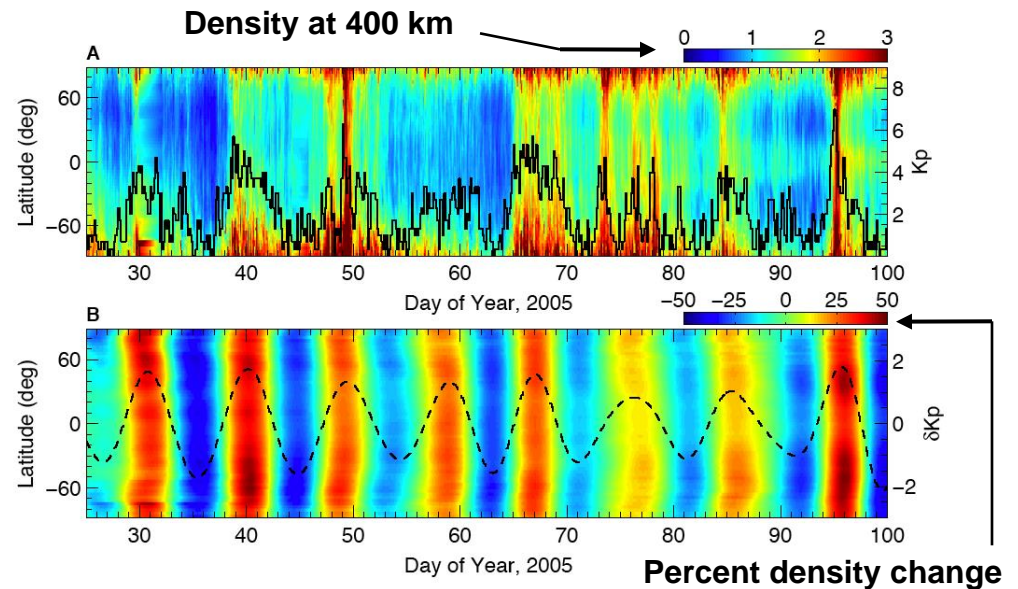 Density at 400 km
A
0 1 2 3
60
0
−60
Latitude (deg)
8
6
4
2
Kp
30 40 50 60 70 80 90 100
Day of Year, 2005
B
−50 −25 0 25 50
60
0
−60
Latitude (deg)
2
0
−2
δKp
30 40 50 60 70 80 90 100
Day of Year, 2005
Percent density change